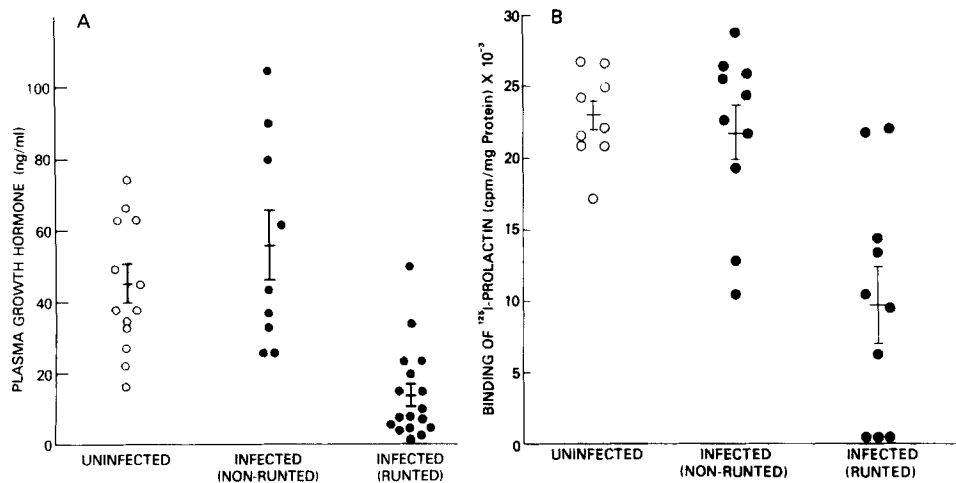 A
PLASMA GROWTH HORMONE (ng/ml)
100
80
60
40
20
0
UNINFECTED
INFECTED
(NON-RUNTED)
INFECTED
(RUNTED)
B
BINDING OF ¹²⁵I-PROLACTIN (cpm/mg Protein) X 10⁻³
30
25
20
15
10
5
0
UNINFECTED
INFECTED
(NON-RUNTED)
INFECTED
(RUNTED)